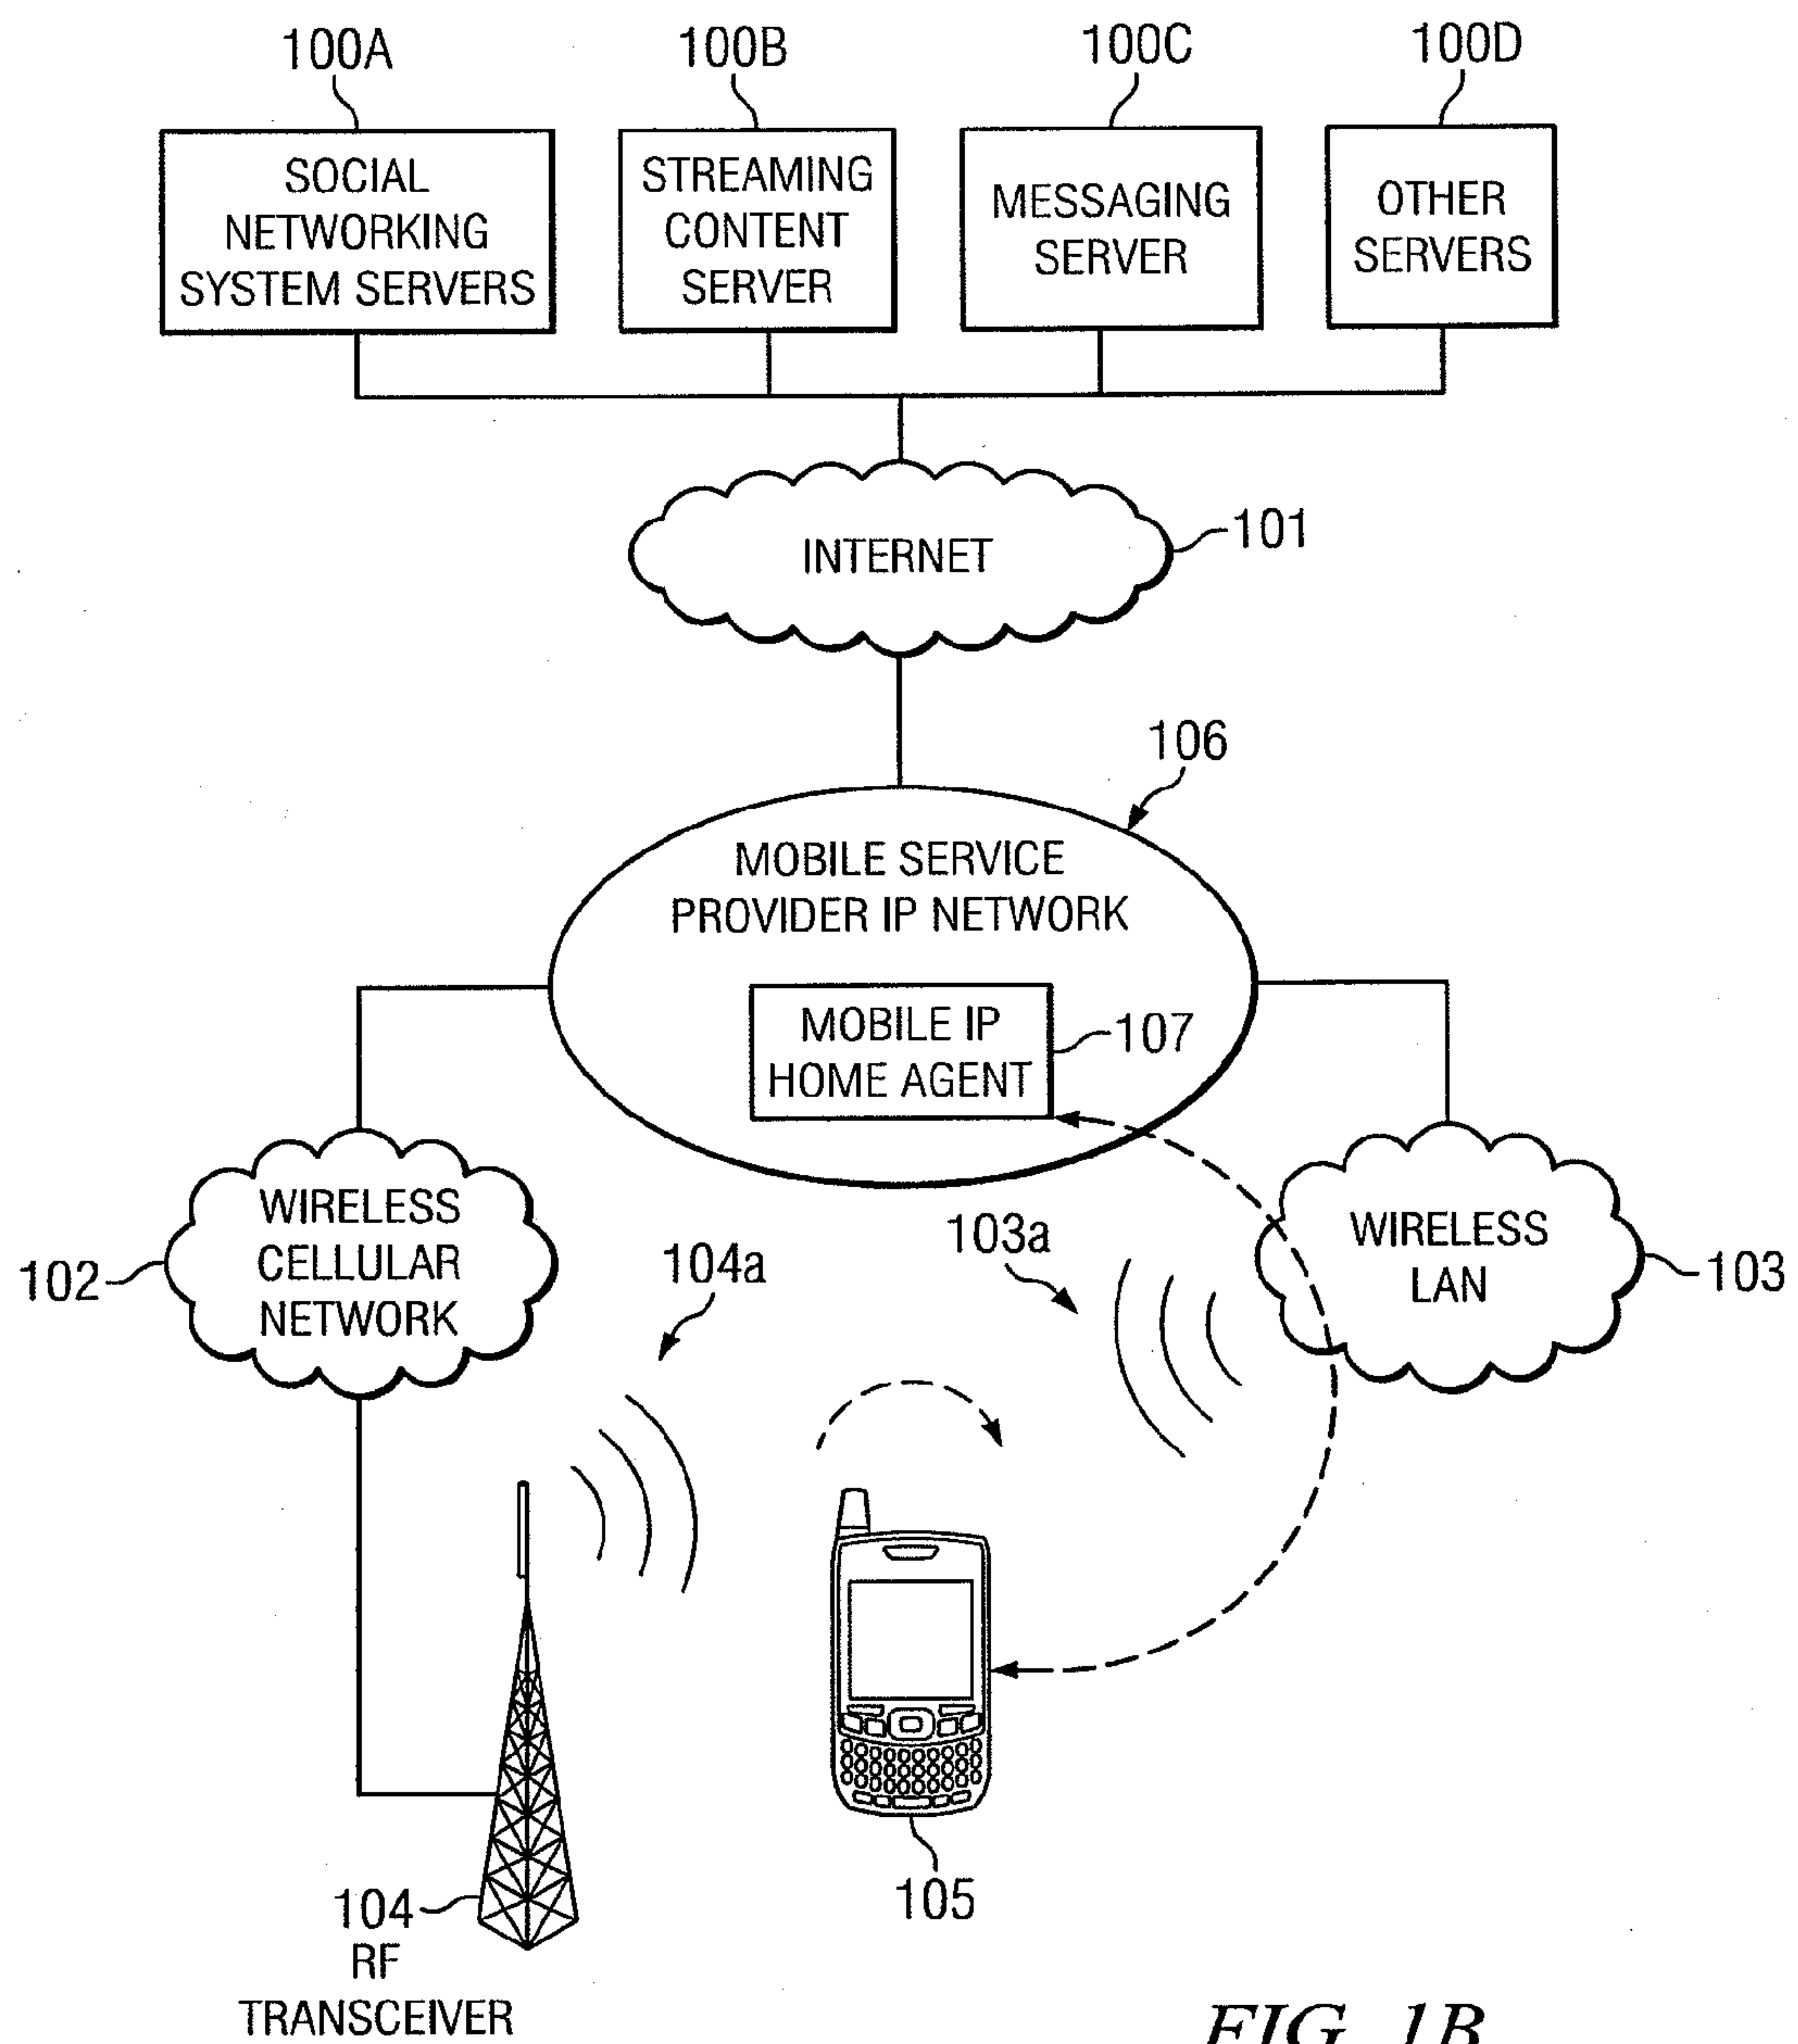 100A
100B
100C
100D
SOCIAL
NETWORKING
SYSTEM SERVERS
STREAMING
CONTENT
SERVER
MESSAGING
SERVER
OTHER
SERVERS
INTERNET
101
106
MOBILE SERVICE
PROVIDER IP NETWORK
MOBILE IP
HOME AGENT
107
WIRELESS
CELLULAR
NETWORK
102
104a
103a
WIRELESS
LAN
103
105
104
RF
TRANSCEIVER
FIG. 1B